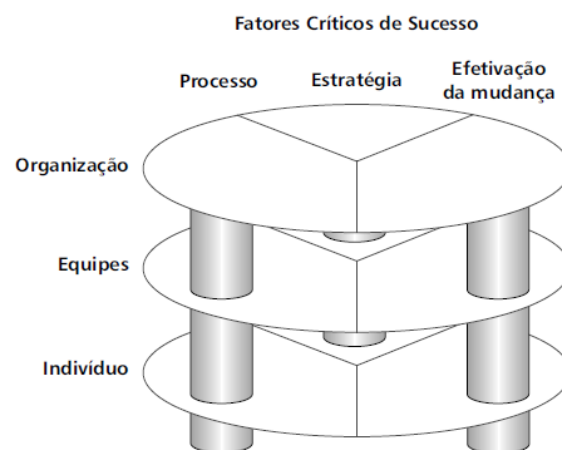 Fatores Críticos de Sucesso
Processo
Estratégia
Efetivação
da mudança
Organização
Equipes
Indivíduo